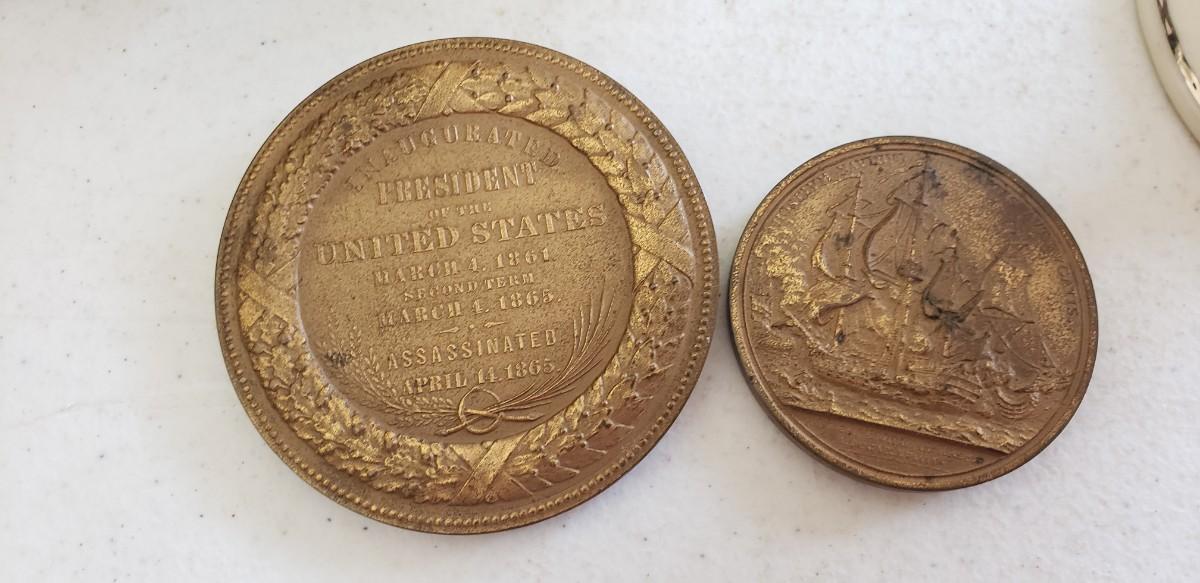 INAUGURATED
PRESIDENT
OF THE
UNITED STATES
MARCH 4. 1861
SECOND TERM
MARCH 4. 1865.
ASSASSINATED
APRIL 14. 1865.